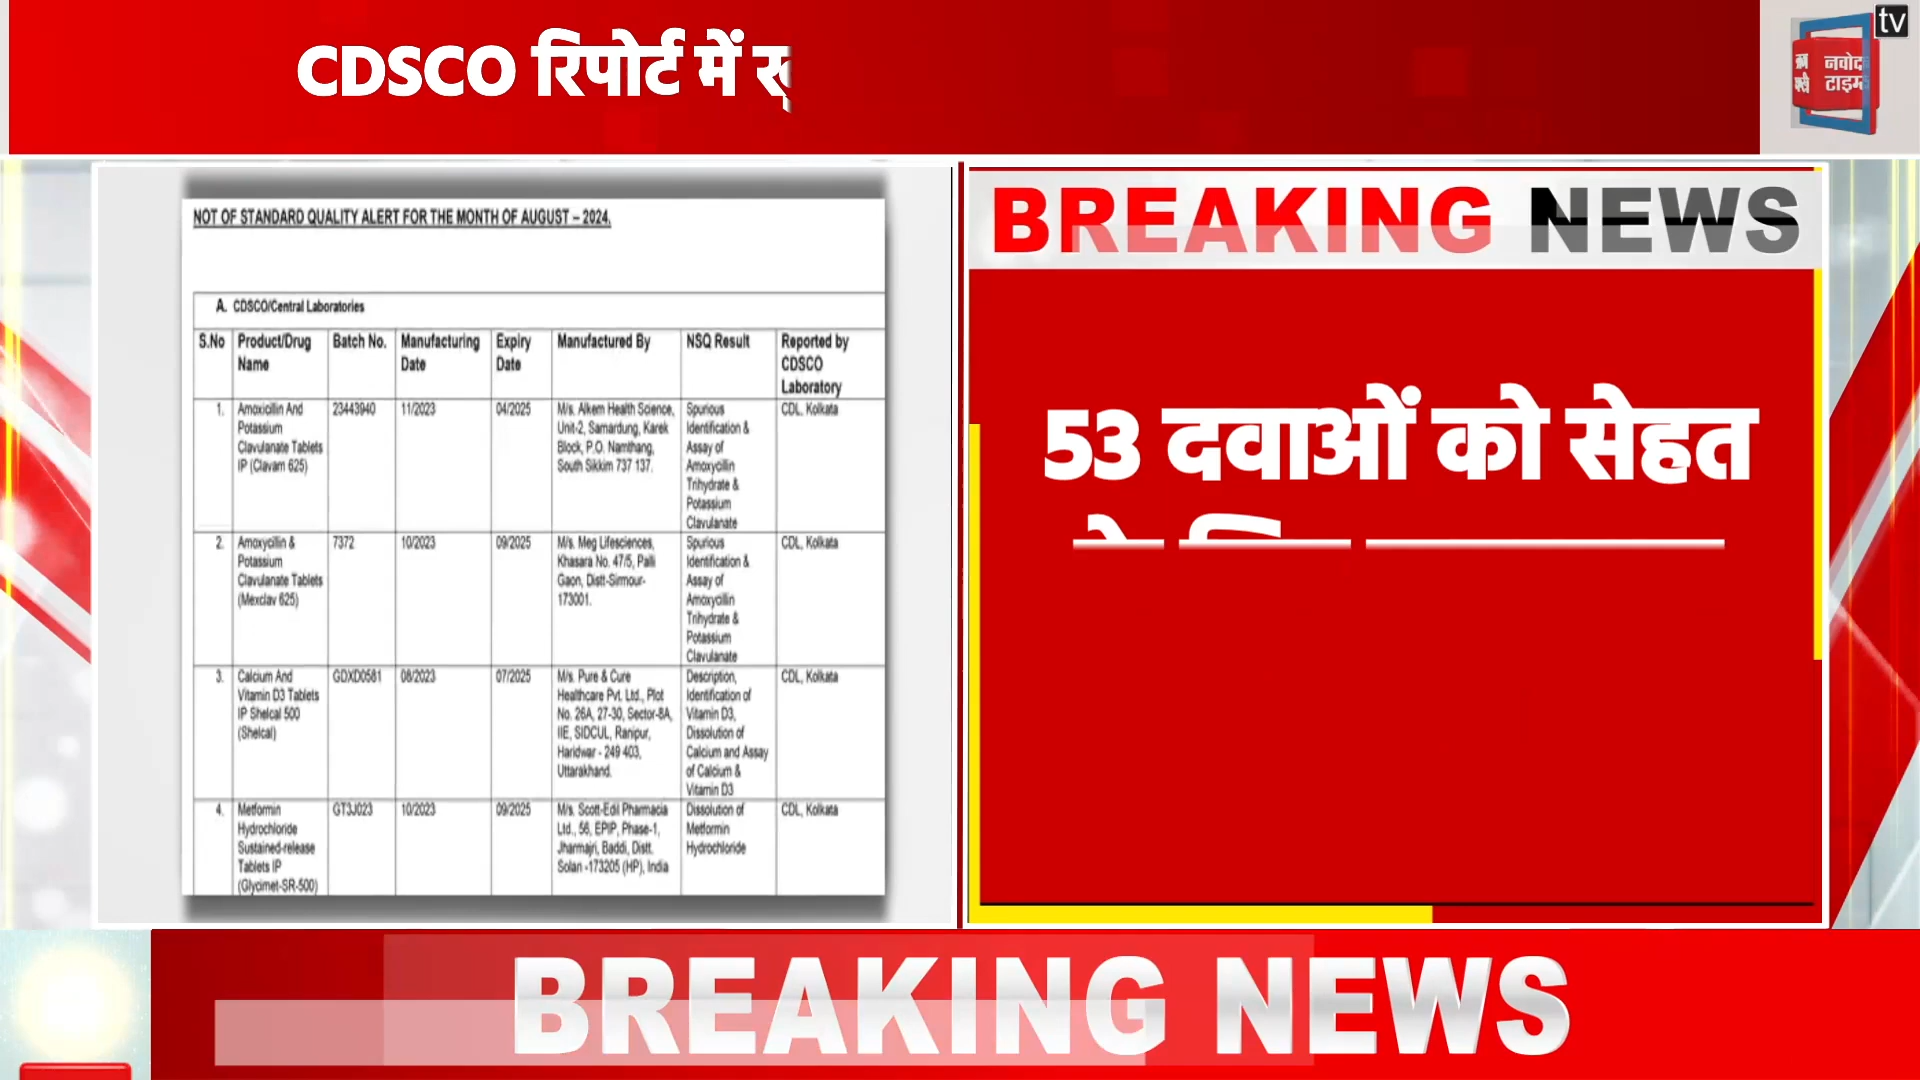 CDSCO रिपोर्ट में
tv
नवोदय
टाइम्स
NOT OF STANDARD QUALITY ALERT FOR THE MONTH OF AUGUST – 2024.
A. CDSCO/Central Laboratories
S.No Product/Drug Name Batch No. Manufacturing Date Expiry Date Manufactured By NSQ Result Reported by CDSCO Laboratory
1. Amoxicillin And Potassium Clavulanate Tablets IP (Clavam 625) 23443940 11/2023 04/2025 M/s. Alkem Health Science, Unit-2, Samardung, Karek Block, P.O. Namthang, South Sikkim 737 137. Spurious Identification & Assay of Amoxycillin Trihydrate & Potassium Clavulanate CDL, Kolkata
2. Amoxycillin & Potassium Clavulanate Tablets (Mexclav 625) 7372 10/2023 09/2025 M/s. Meg Lifesciences, Khasara No. 47/5, Palli Gaon, Distt-Sirmour-173001. Spurious Identification & Assay of Amoxycillin Trihydrate & Potassium Clavulanate CDL, Kolkata
3. Calcium And Vitamin D3 Tablets IP Shelcal 500 (Shelcal) GDXD0581 08/2023 07/2025 M/s. Pure & Cure Healthcare Pvt. Ltd., Plot No. 26A, 27-30, Sector-8A, IIE, SIDCUL, Ranipur, Haridwar - 249 403, Uttarakhand. Description, Identification of Vitamin D3, Dissolution of Calcium and Assay of Calcium & Vitamin D3 CDL, Kolkata
4. Metformin Hydrochloride Sustained-release Tablets IP (Glycimet-SR-500) GT3J023 10/2023 09/2025 M/s. Scott-Edil Pharmacia Ltd., 56, EPIP, Phase-1, Jharmajri, Baddi, Distt. Solan -173205 (HP), India Dissolution of Metformin Hydrochloride CDL, Kolkata
BREAKING NEWS
53 दवाओं को सेहत
BREAKING NEWS